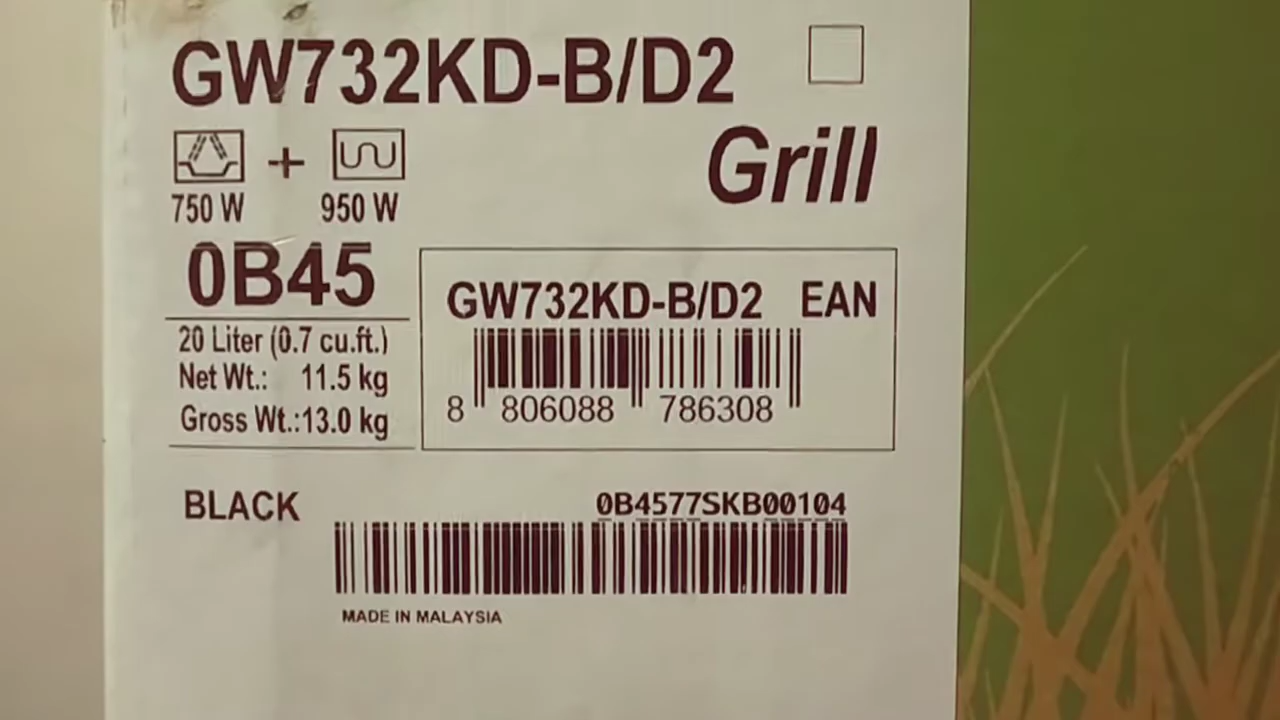 GW732KD-B/D2
Grill
+
750 W 950 W
0B45
20 Liter (0.7 cu.ft.)
Net Wt.: 11.5 kg
Gross Wt.:13.0 kg
GW732KD-B/D2 EAN
8 806088 786308
BLACK
0B4577SKB00104
MADE IN MALAYSIA